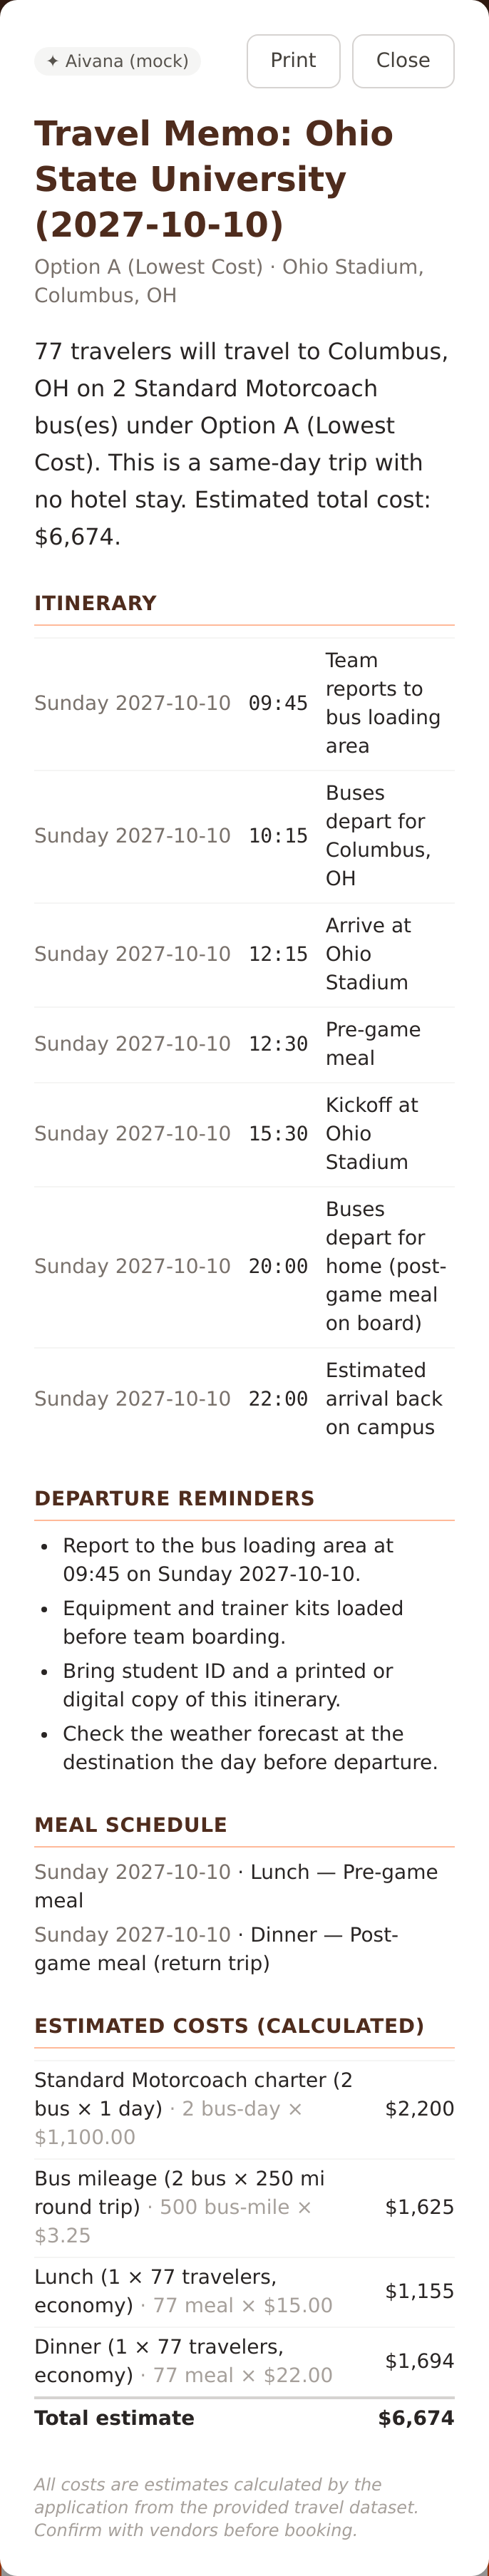 ✦ Aivana (mock)
Print
Close
Travel Memo: Ohio
State University
(2027-10-10)
Option A (Lowest Cost) · Ohio Stadium,
Columbus, OH
77 travelers will travel to Columbus,
OH on 2 Standard Motorcoach
bus(es) under Option A (Lowest
Cost). This is a same-day trip with
no hotel stay. Estimated total cost:
$6,674.
ITINERARY
Sunday 2027-10-10 09:45 Team
reports to
bus loading
area
Sunday 2027-10-10 10:15 Buses
depart for
Columbus,
OH
Sunday 2027-10-10 12:15 Arrive at
Ohio
Stadium
Sunday 2027-10-10 12:30 Pre-game
meal
Sunday 2027-10-10 15:30 Kickoff at
Ohio
Stadium
Sunday 2027-10-10 20:00 Buses
depart for
home (post-
game meal
on board)
Sunday 2027-10-10 22:00 Estimated
arrival back
on campus
DEPARTURE REMINDERS
• Report to the bus loading area at
09:45 on Sunday 2027-10-10.
• Equipment and trainer kits loaded
before team boarding.
• Bring student ID and a printed or
digital copy of this itinerary.
• Check the weather forecast at the
destination the day before departure.
MEAL SCHEDULE
Sunday 2027-10-10 · Lunch — Pre-game
meal
Sunday 2027-10-10 · Dinner — Post-
game meal (return trip)
ESTIMATED COSTS (CALCULATED)
Standard Motorcoach charter (2
bus × 1 day) · 2 bus-day ×
$1,100.00
$2,200
Bus mileage (2 bus × 250 mi
round trip) · 500 bus-mile ×
$3.25
$1,625
Lunch (1 × 77 travelers,
economy) · 77 meal × $15.00
$1,155
Dinner (1 × 77 travelers,
economy) · 77 meal × $22.00
$1,694
Total estimate $6,674
All costs are estimates calculated by the
application from the provided travel dataset.
Confirm with vendors before booking.